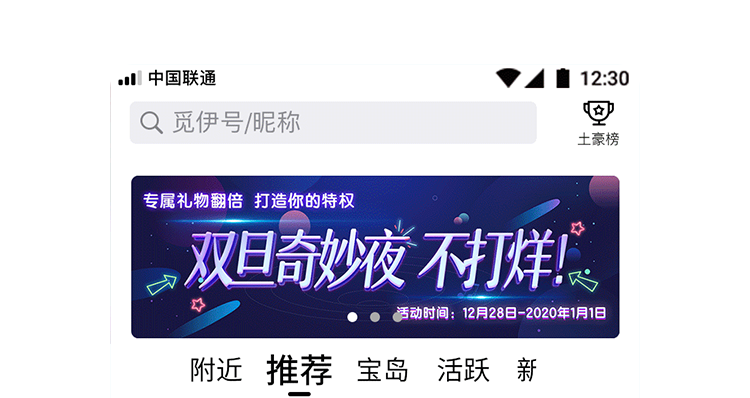 中国联通 12:30
觅伊号/昵称
土豪榜
专属礼物翻倍 打造你的特权
双旦奇妙夜 不打烊!
活动时间：12月28日-2020年1月1日
附近 推荐 宝岛 活跃 新